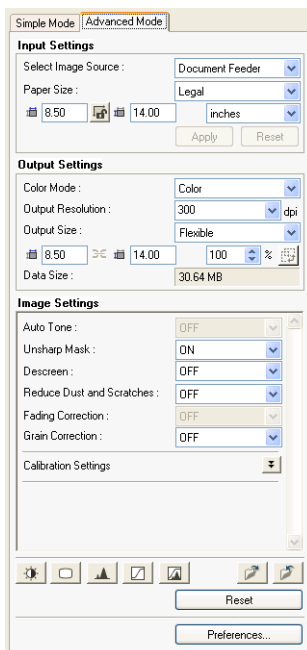 Simple Mode Advanced Mode
Input Settings
Select Image Source : Document Feeder
Paper Size : Legal
8.50 14.00 inches
Apply Reset
Output Settings
Color Mode : Color
Output Resolution : 300 dpi
Output Size : Flexible
8.50 14.00 100 %
Data Size : 30.64 MB
Image Settings
Auto Tone : OFF
Unsharp Mask : ON
Descreen : OFF
Reduce Dust and Scratches : OFF
Fading Correction : OFF
Grain Correction : OFF
Calibration Settings
Reset
Preferences...